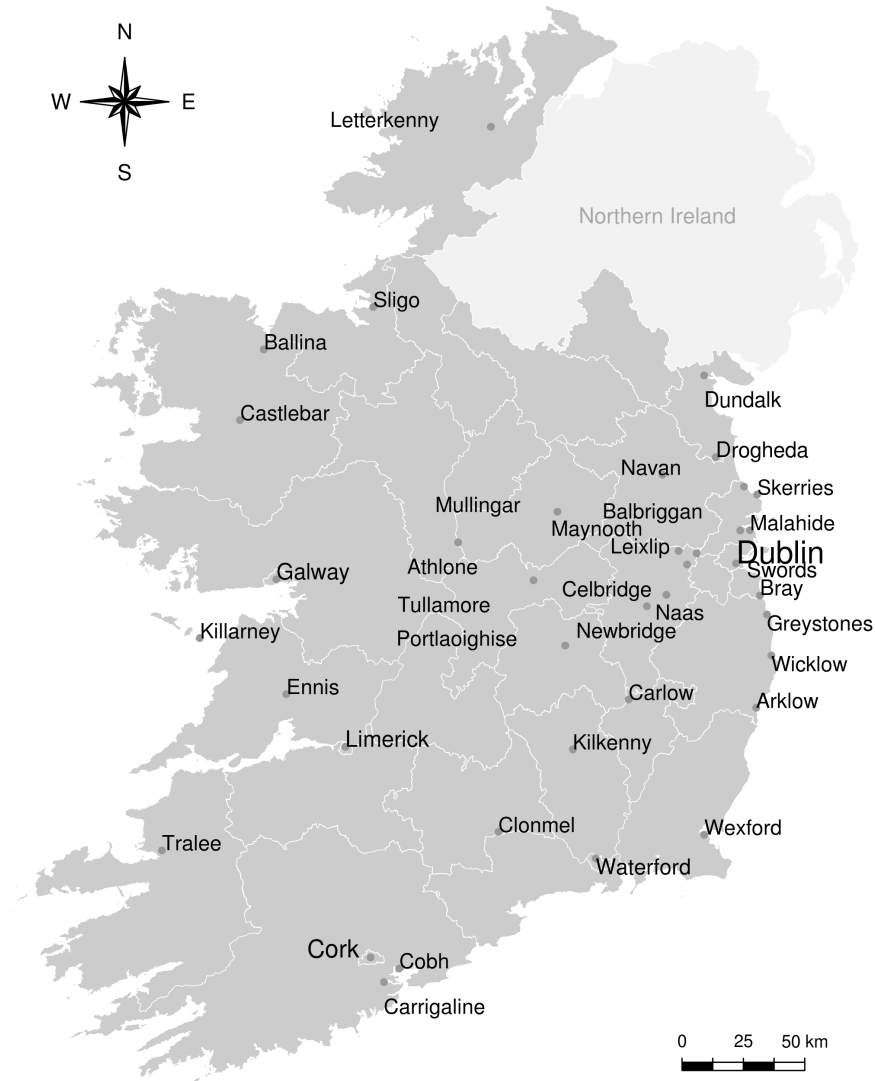 N
W
E
S
Letterkenny
Northern Ireland
Sligo
Ballina
Dundalk
Castlebar
Drogheda
Navan
Skerries
Mullingar
Balbriggan
Maynooth
Malahide
Leixlip
Dublin
Athlone
Galway
Swords
Celbridge
Bray
Tullamore
Naas
Greystones
Killarney
Portlaoighise
Newbridge
Wicklow
Ennis
Carlow
Arklow
Limerick
Kilkenny
Clonmel
Wexford
Tralee
Waterford
Cork
Cobh
Carrigaline
0 25 50 km